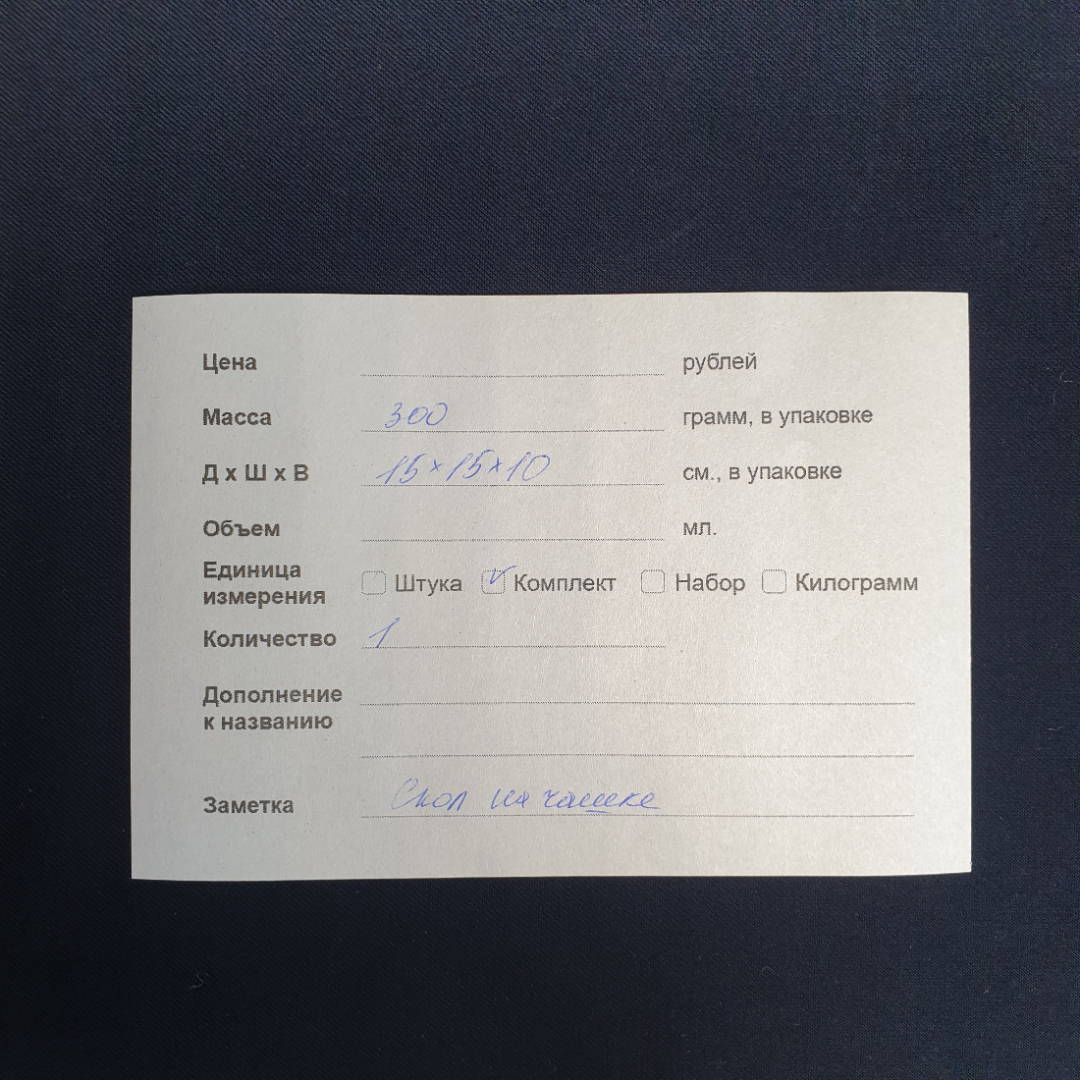 Цена рублей
Масса 300 грамм, в упаковке
Д х Ш х В 15×15×10 см., в упаковке
Объем мл.
Единица
измерения Штука Комплект Набор Килограмм
Количество 1
Дополнение
к названию
Заметка Скол на чашке